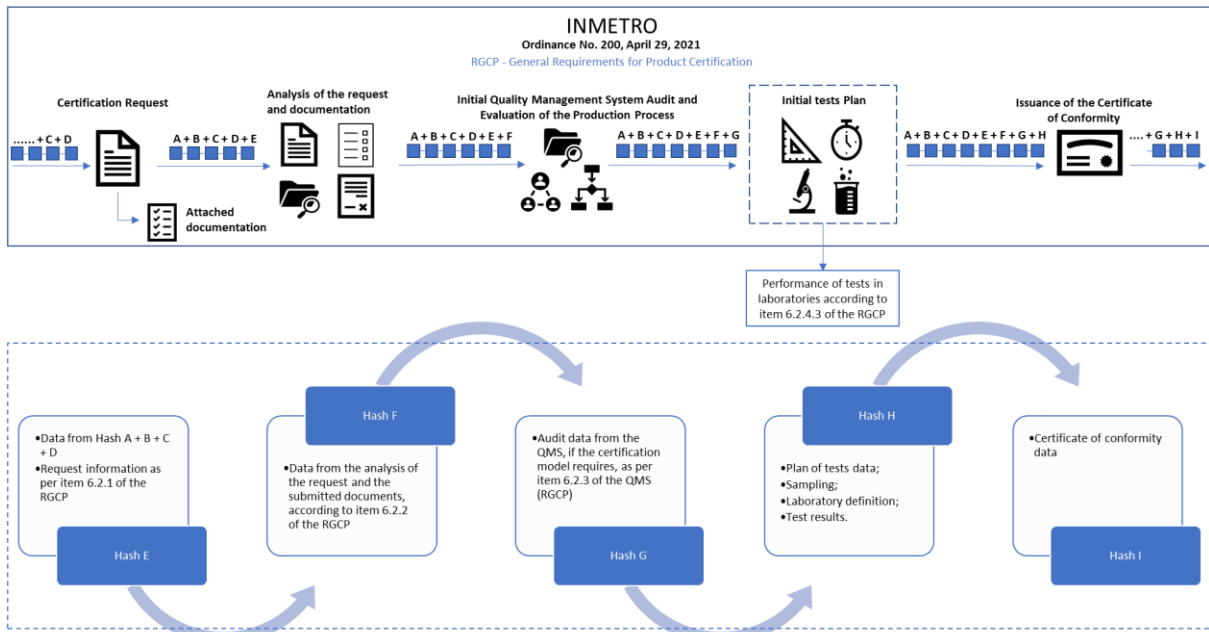 INMETRO
Ordinance No. 200, April 29, 2021
RGCP - General Requirements for Product Certification
Certification Request
...... + C + D
Attached
documentation
A + B + C + D + E
Analysis of the request
and documentation
A + B + C + D + E + F
Initial Quality Management System Audit and
Evaluation of the Production Process
A + B + C + D + E + F + G
Initial tests Plan
A + B + C + D + E + F + G + H
Issuance of the Certificate
of Conformity
.... + G + H + I
Performance of tests in
laboratories according to
item 6.2.4.3 of the RGCP
•Data from Hash A + B + C
+ D
•Request information as
per item 6.2.1 of the
RGCP
Hash E
Hash F
•Data from the analysis of
the request and the
submitted documents,
according to item 6.2.2
of the RGCP
•Audit data from the
QMS, if the certification
model requires, as per
item 6.2.3 of the QMS
(RGCP)
Hash G
Hash H
•Plan of tests data;
•Sampling;
•Laboratory definition;
•Test results.
•Certificate of conformity
data
Hash I